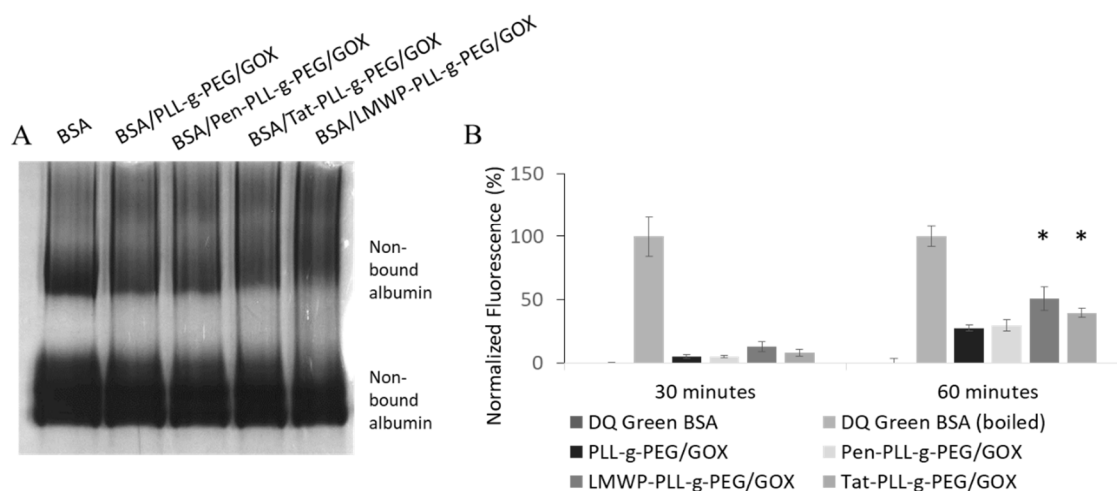 A
BSA
BSA/PLL-g-PEG/GOX
BSA/Pen-PLL-g-PEG/GOX
BSA/Tat-PLL-g-PEG/GOX
BSA/LMWP-PLL-g-PEG/GOX
Non-
bound
albumin
Non-
bound
albumin
B
Normalized Fluorescence (%)
150
100
50
0
* *
30 minutes 60 minutes
DQ Green BSA DQ Green BSA (boiled)
PLL-g-PEG/GOX Pen-PLL-g-PEG/GOX
LMWP-PLL-g-PEG/GOX Tat-PLL-g-PEG/GOX